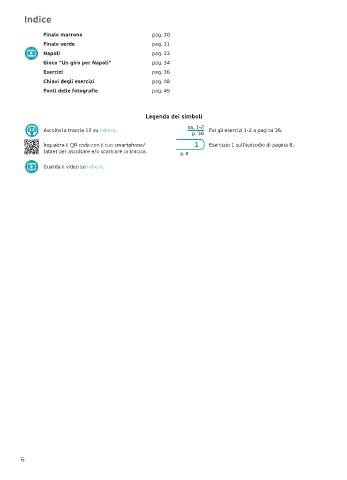 Indice
Finale marrone pag. 30
Finale verde pag. 31
Napoli pag. 33
Gioco "Un giro per Napoli" pag. 34
Esercizi pag. 36
Chiavi degli esercizi pag. 48
Fonti delle fotografie pag. 49
Legenda dei simboli
Ascolta la traccia 12 su i-d-e-e.
es. 1-2
p. 36
Fai gli esercizi 1-2 a pagina 36.
Inquadra il QR code con il tuo smartphone/
tablet per ascoltare e/o scaricare la traccia.
1
p. 8
Esercizio 1 sull'episodio di pagina 8.
Guarda il video su i-d-e-e.
6